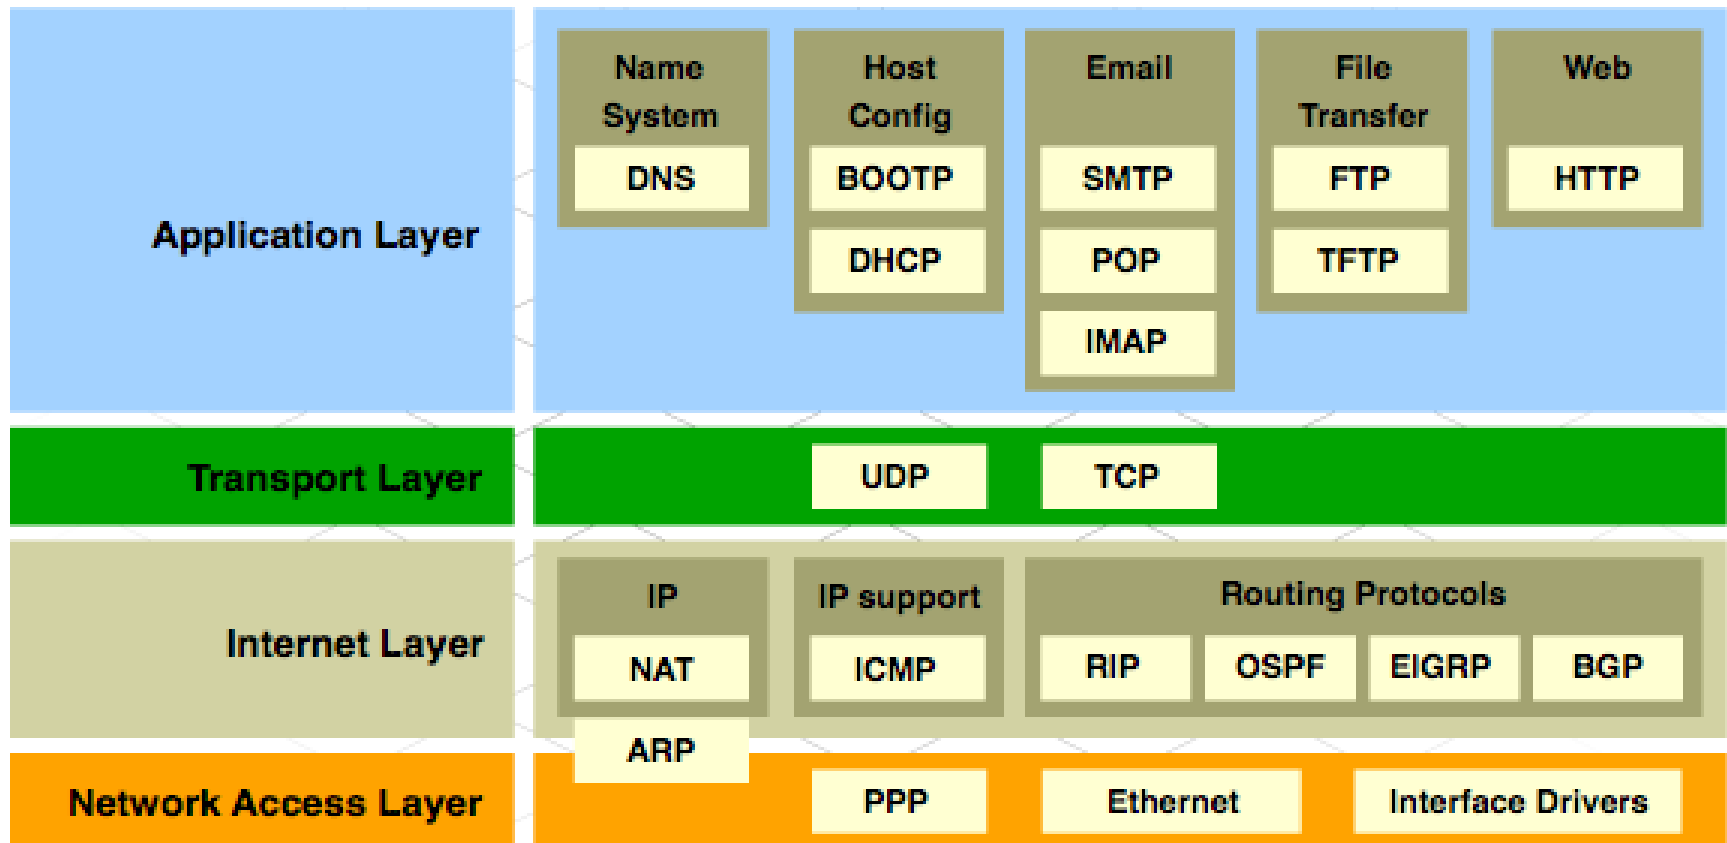 Application Layer
Name
System
DNS
Host
Config
BOOTP
DHCP
Email
SMTP
POP
IMAP
File
Transfer
FTP
TFTP
Web
HTTP
Transport Layer
UDP
TCP
Internet Layer
IP
NAT
ARP
IP support
ICMP
Routing Protocols
RIP
OSPF
EIGRP
BGP
Network Access Layer
PPP
Ethernet
Interface Drivers